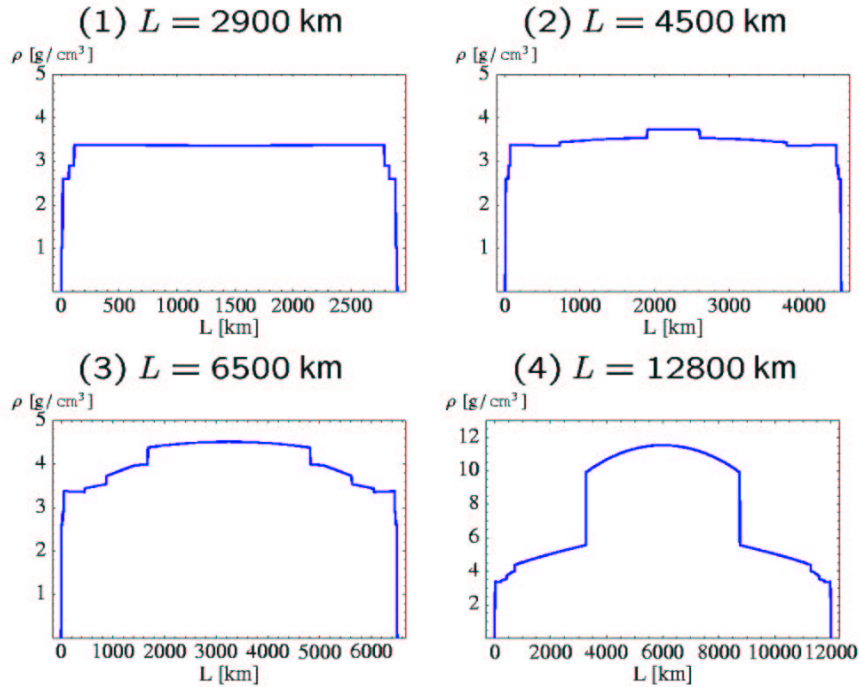 (1) L = 2900 km
ρ [g/cm³]
5
4
3
2
1
0 500 1000 1500 2000 2500
L [km]
(2) L = 4500 km
ρ [g/cm³]
5
4
3
2
1
0 1000 2000 3000 4000
L [km]
(3) L = 6500 km
ρ [g/cm³]
5
4
3
2
1
0 1000 2000 3000 4000 5000 6000
L [km]
(4) L = 12800 km
ρ [g/cm³]
12
10
8
6
4
2
0 2000 4000 6000 8000 10000 12000
L [km]